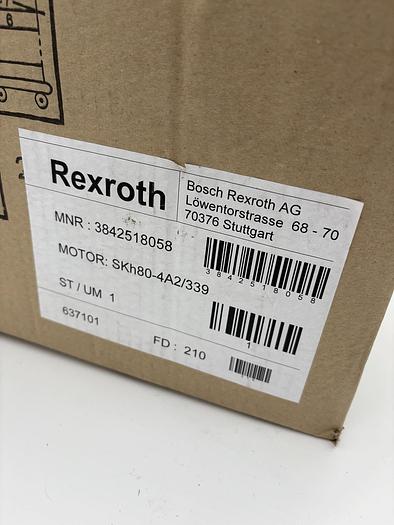 Rexroth
Bosch Rexroth AG
Löwentorstrasse 68 - 70
70376 Stuttgart
MNR : 3842518058
3842518058
MOTOR: SKh80-4A2/339
ST / UM 1
1
637101
FD : 210